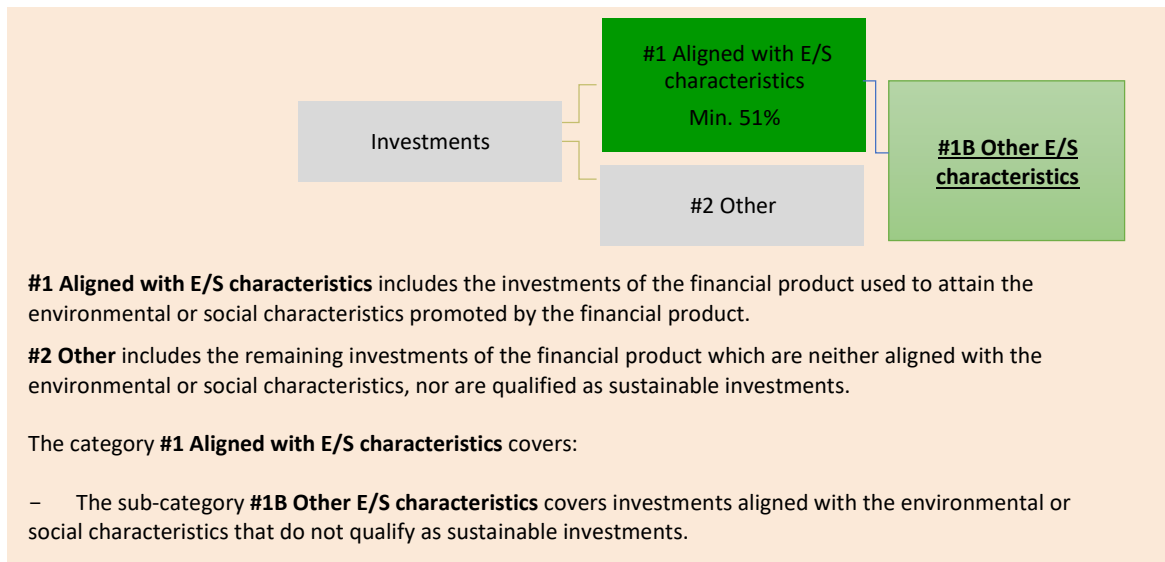 #1 Aligned with E/S
characteristics
Min. 51%
Investments
#1B Other E/S
characteristics
#2 Other
#1 Aligned with E/S characteristics includes the investments of the financial product used to attain the
environmental or social characteristics promoted by the financial product.
#2 Other includes the remaining investments of the financial product which are neither aligned with the
environmental or social characteristics, nor are qualified as sustainable investments.
The category #1 Aligned with E/S characteristics covers:
– The sub-category #1B Other E/S characteristics covers investments aligned with the environmental or
social characteristics that do not qualify as sustainable investments.